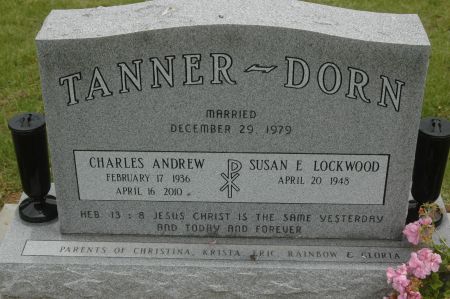 TANNER ~ DORN
MARRIED
DECEMBER 29, 1979
CHARLES ANDREW
FEBRUARY 17 1936
APRIL 16 2010
SUSAN E LOCKWOOD
APRIL 20 1948
HEB 13 : 8 JESUS CHRIST IS THE SAME YESTERDAY
AND TODAY AND FOREVER
PARENTS OF CHRISTINA, KRISTA, ERIC, RAINBOW & GLORIA